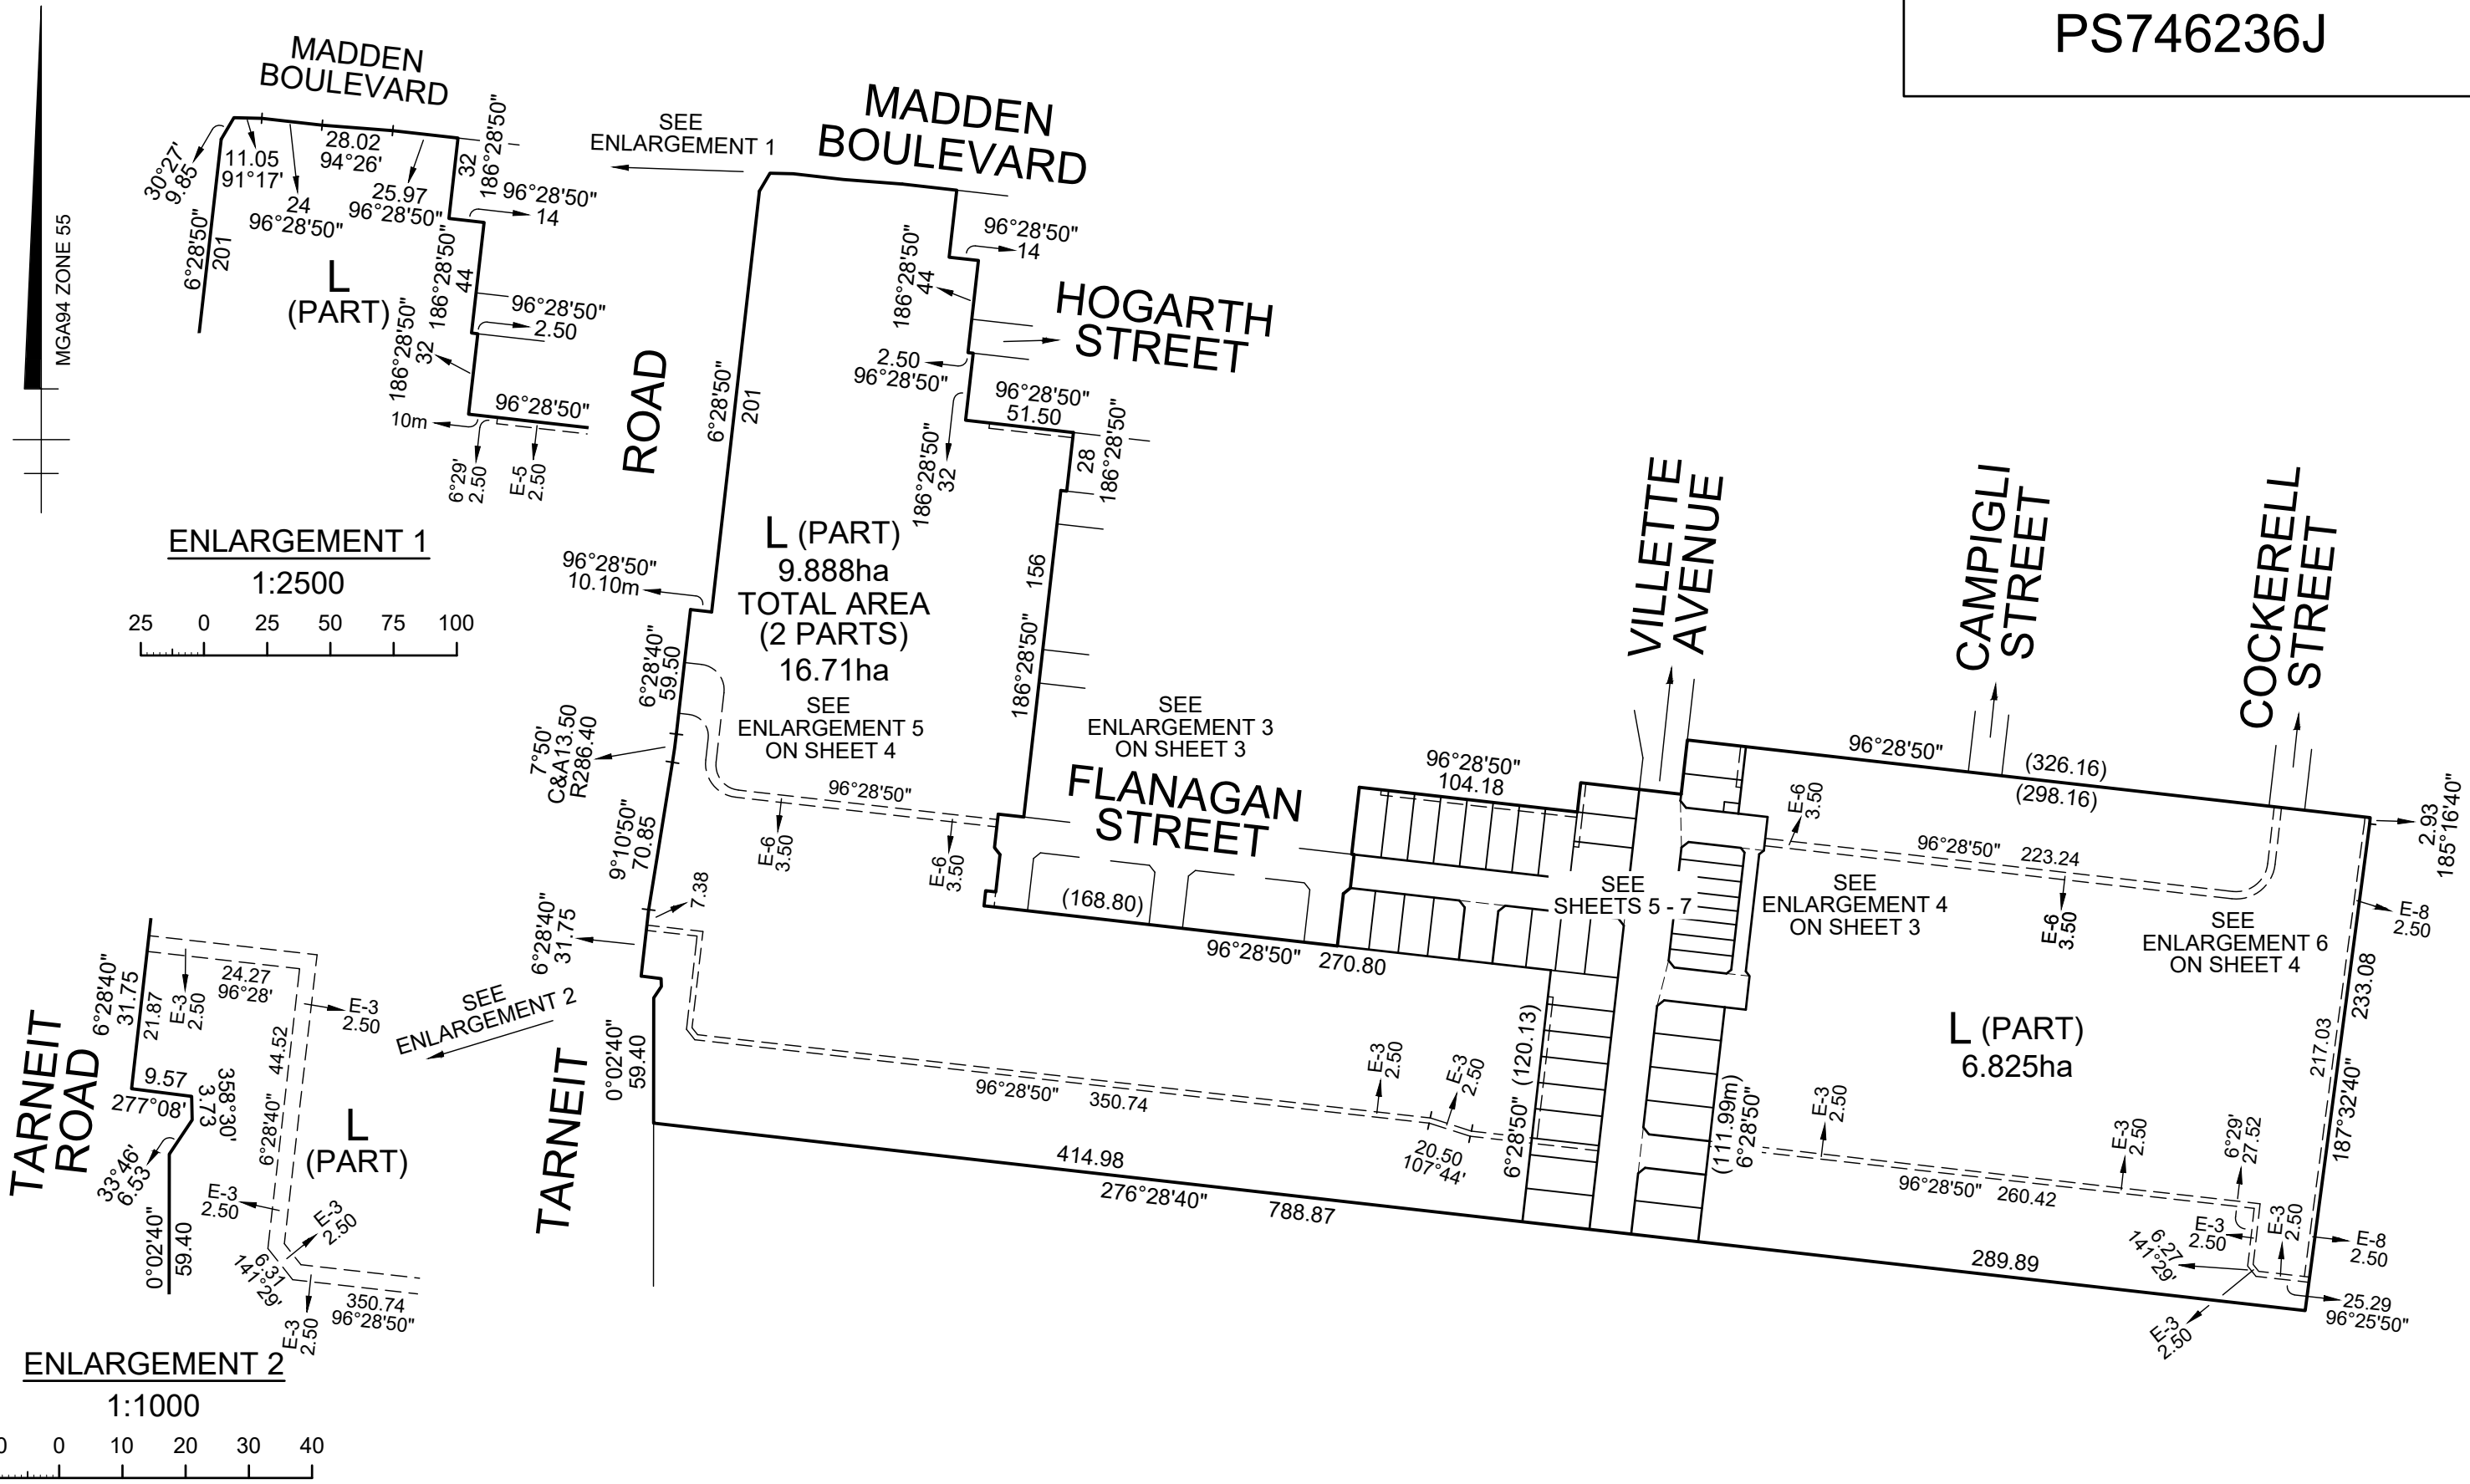 PS746236J
MGA94 ZONE 55
MADDEN
BOULEVARD
30°27'
9.85
11.05
91°17'
28.02
94°26'
24
96°28'50"
25.97
96°28'50"
32
186°28'50"
96°28'50"
14
6°28'50"
201
L
(PART)
186°28'50"
44
96°28'50"
2.50
186°28'50"
32
96°28'50"
10m
6°29'
2.50
E-5
2.50
ENLARGEMENT 1
1:2500
25 0 25 50 75 100
SEE
ENLARGEMENT 1
MADDEN
BOULEVARD
96°28'50"
14
186°28'50"
44
HOGARTH
STREET
2.50
96°28'50"
96°28'50"
51.50
186°28'50"
32
28
186°28'50"
ROAD
6°28'50"
201
L (PART)
9.888ha
TOTAL AREA
(2 PARTS)
16.71ha
96°28'50"
10.10m
6°28'40"
59.50
156
186°28'50"
SEE
ENLARGEMENT 5
ON SHEET 4
SEE
ENLARGEMENT 3
ON SHEET 3
7°50'
C&A13.50
R286.40
96°28'50"
E-6
3.50
E-6
3.50
FLANAGAN
STREET
96°28'50"
104.18
VILLETTE
AVENUE
CAMPIGLI
STREET
COCKERELL
STREET
96°28'50"
(326.16)
(298.16)
2.93
185°16'40"
E-6
3.50
96°28'50" 223.24
E-6
3.50
SEE
SHEETS 5 - 7
SEE
ENLARGEMENT 4
ON SHEET 3
SEE
ENLARGEMENT 6
ON SHEET 4
E-8
2.50
9°10'50"
70.85
7.38
6°28'40"
31.75
(168.80)
96°28'50" 270.80
L (PART)
6.825ha
217.03
233.08
187°32'40"
SEE
ENLARGEMENT 2
TARNEIT
0°02'40"
59.40
96°28'50" 350.74
E-3
2.50
E-3
2.50
20.50
107°44'
6°28'50" (120.13)
(111.99m)
6°28'50"
E-3
2.50
E-3
2.50
6°29'
27.52
96°28'50" 260.42
E-3
2.50
E-3
2.50
6.27
141°29'
E-8
2.50
25.29
96°25'50"
E-3
2.50
414.98
276°28'40" 788.87
289.89
TARNEIT
ROAD
6°28'40"
31.75
21.87
E-3
2.50
24.27
96°28'
E-3
2.50
44.52
6°28'40"
9.57
277°08'
358°30'
3.73
33°46'
6.53
L
(PART)
E-3
2.50
E-3
2.50
0°02'40"
59.40
6.31
141°29'
350.74
96°28'50"
E-3
2.50
ENLARGEMENT 2
1:1000
0 0 10 20 30 40